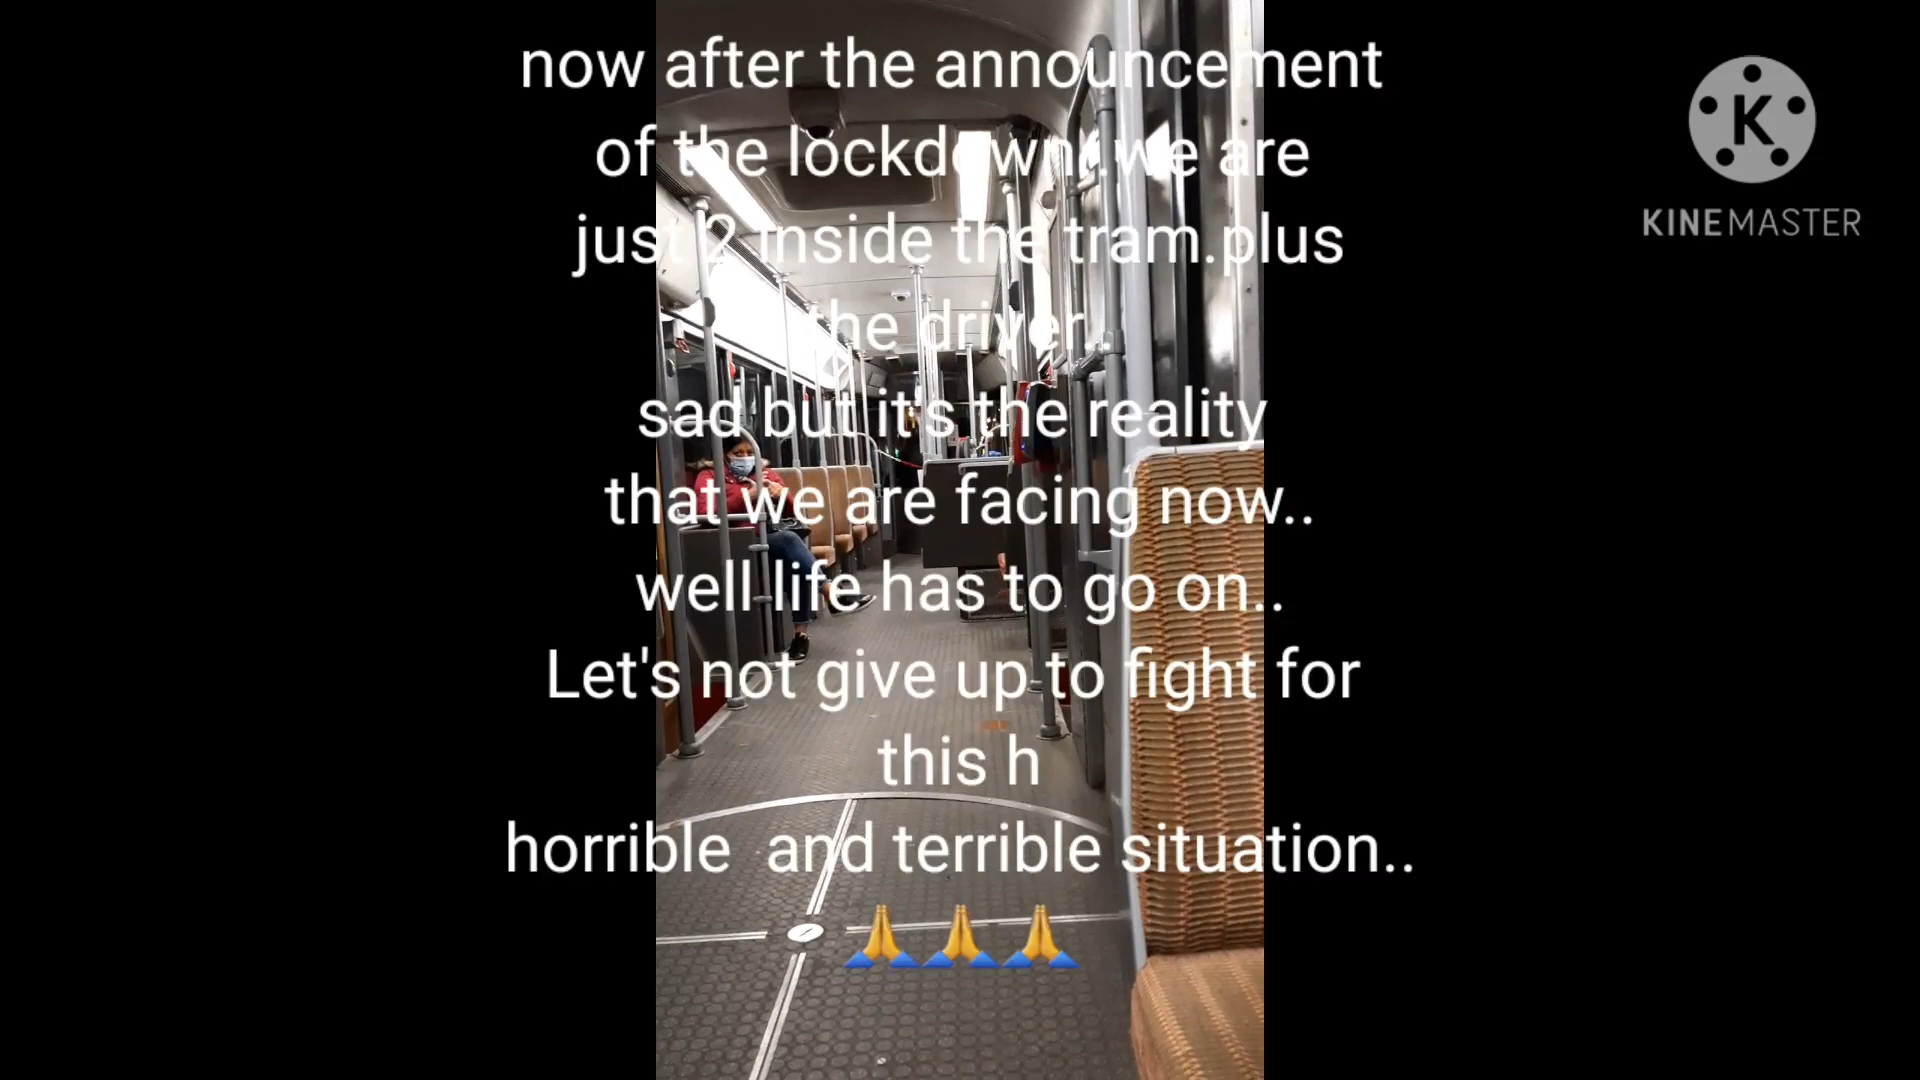 now after the announcement
of the lockdown..we are
just 2 inside the tram.plus
the driver..
sad but it's the reality
that we are facing now..
well life has to go on..
Let's not give up to fight for
this h
horrible  and terrible situation..
🙏🙏🙏
K
KINEMASTER